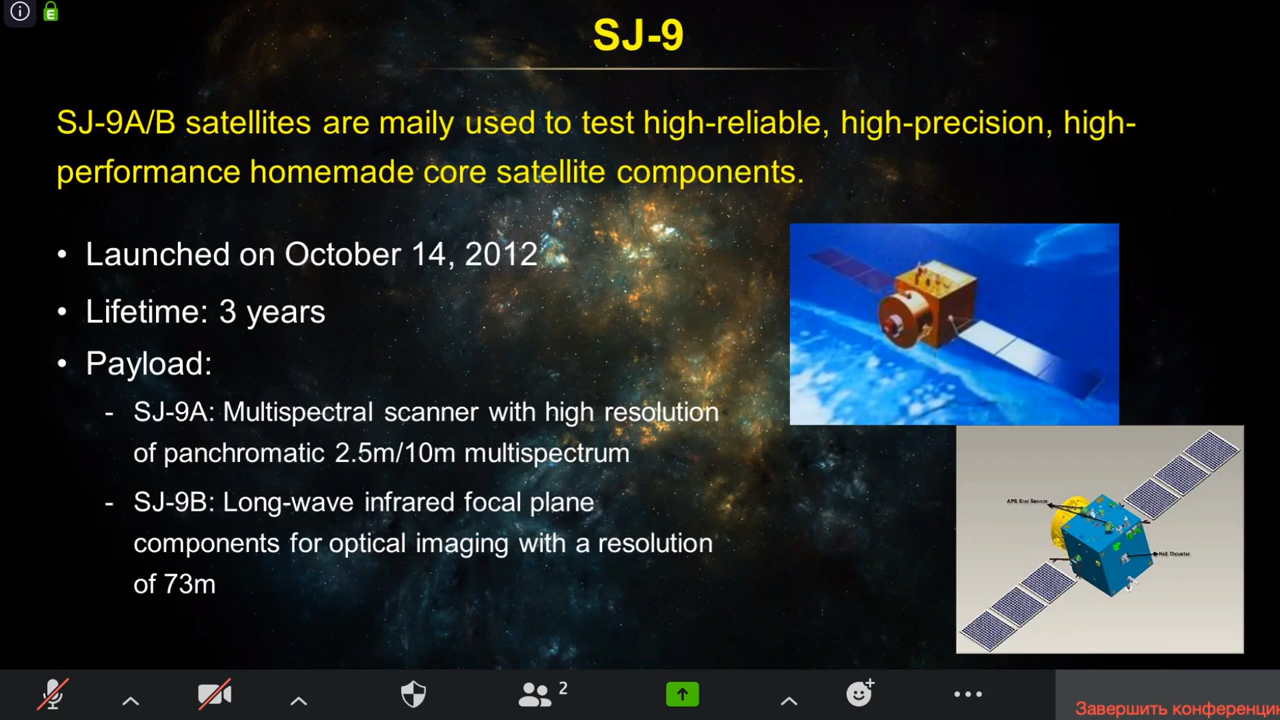 SJ-9
SJ-9A/B satellites are maily used to test high-reliable, high-precision, high-
performance homemade core satellite components.
• Launched on October 14, 2012
• Lifetime: 3 years
• Payload:
- SJ-9A: Multispectral scanner with high resolution
of panchromatic 2.5m/10m multispectrum
- SJ-9B: Long-wave infrared focal plane
components for optical imaging with a resolution
of 73m
APS Star Sensor
Hall Thruster
2
Завершить конференци